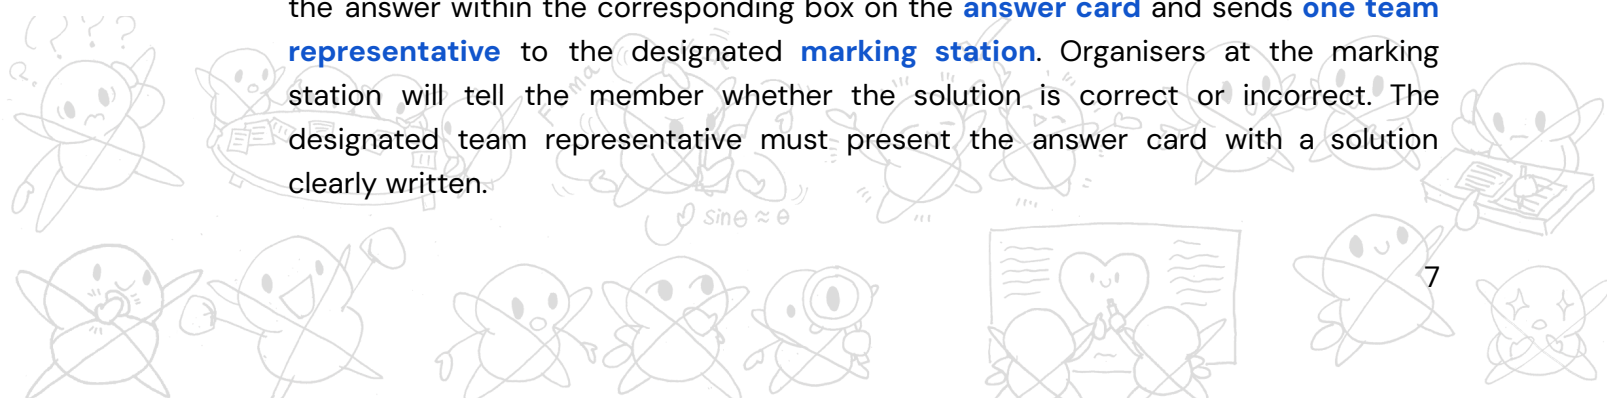 the answer within the corresponding box on the answer card and sends one team
representative to the designated marking station. Organisers at the marking
station will tell the member whether the solution is correct or incorrect. The
designated team representative must present the answer card with a solution
clearly written.
sinθ ≈ θ
7